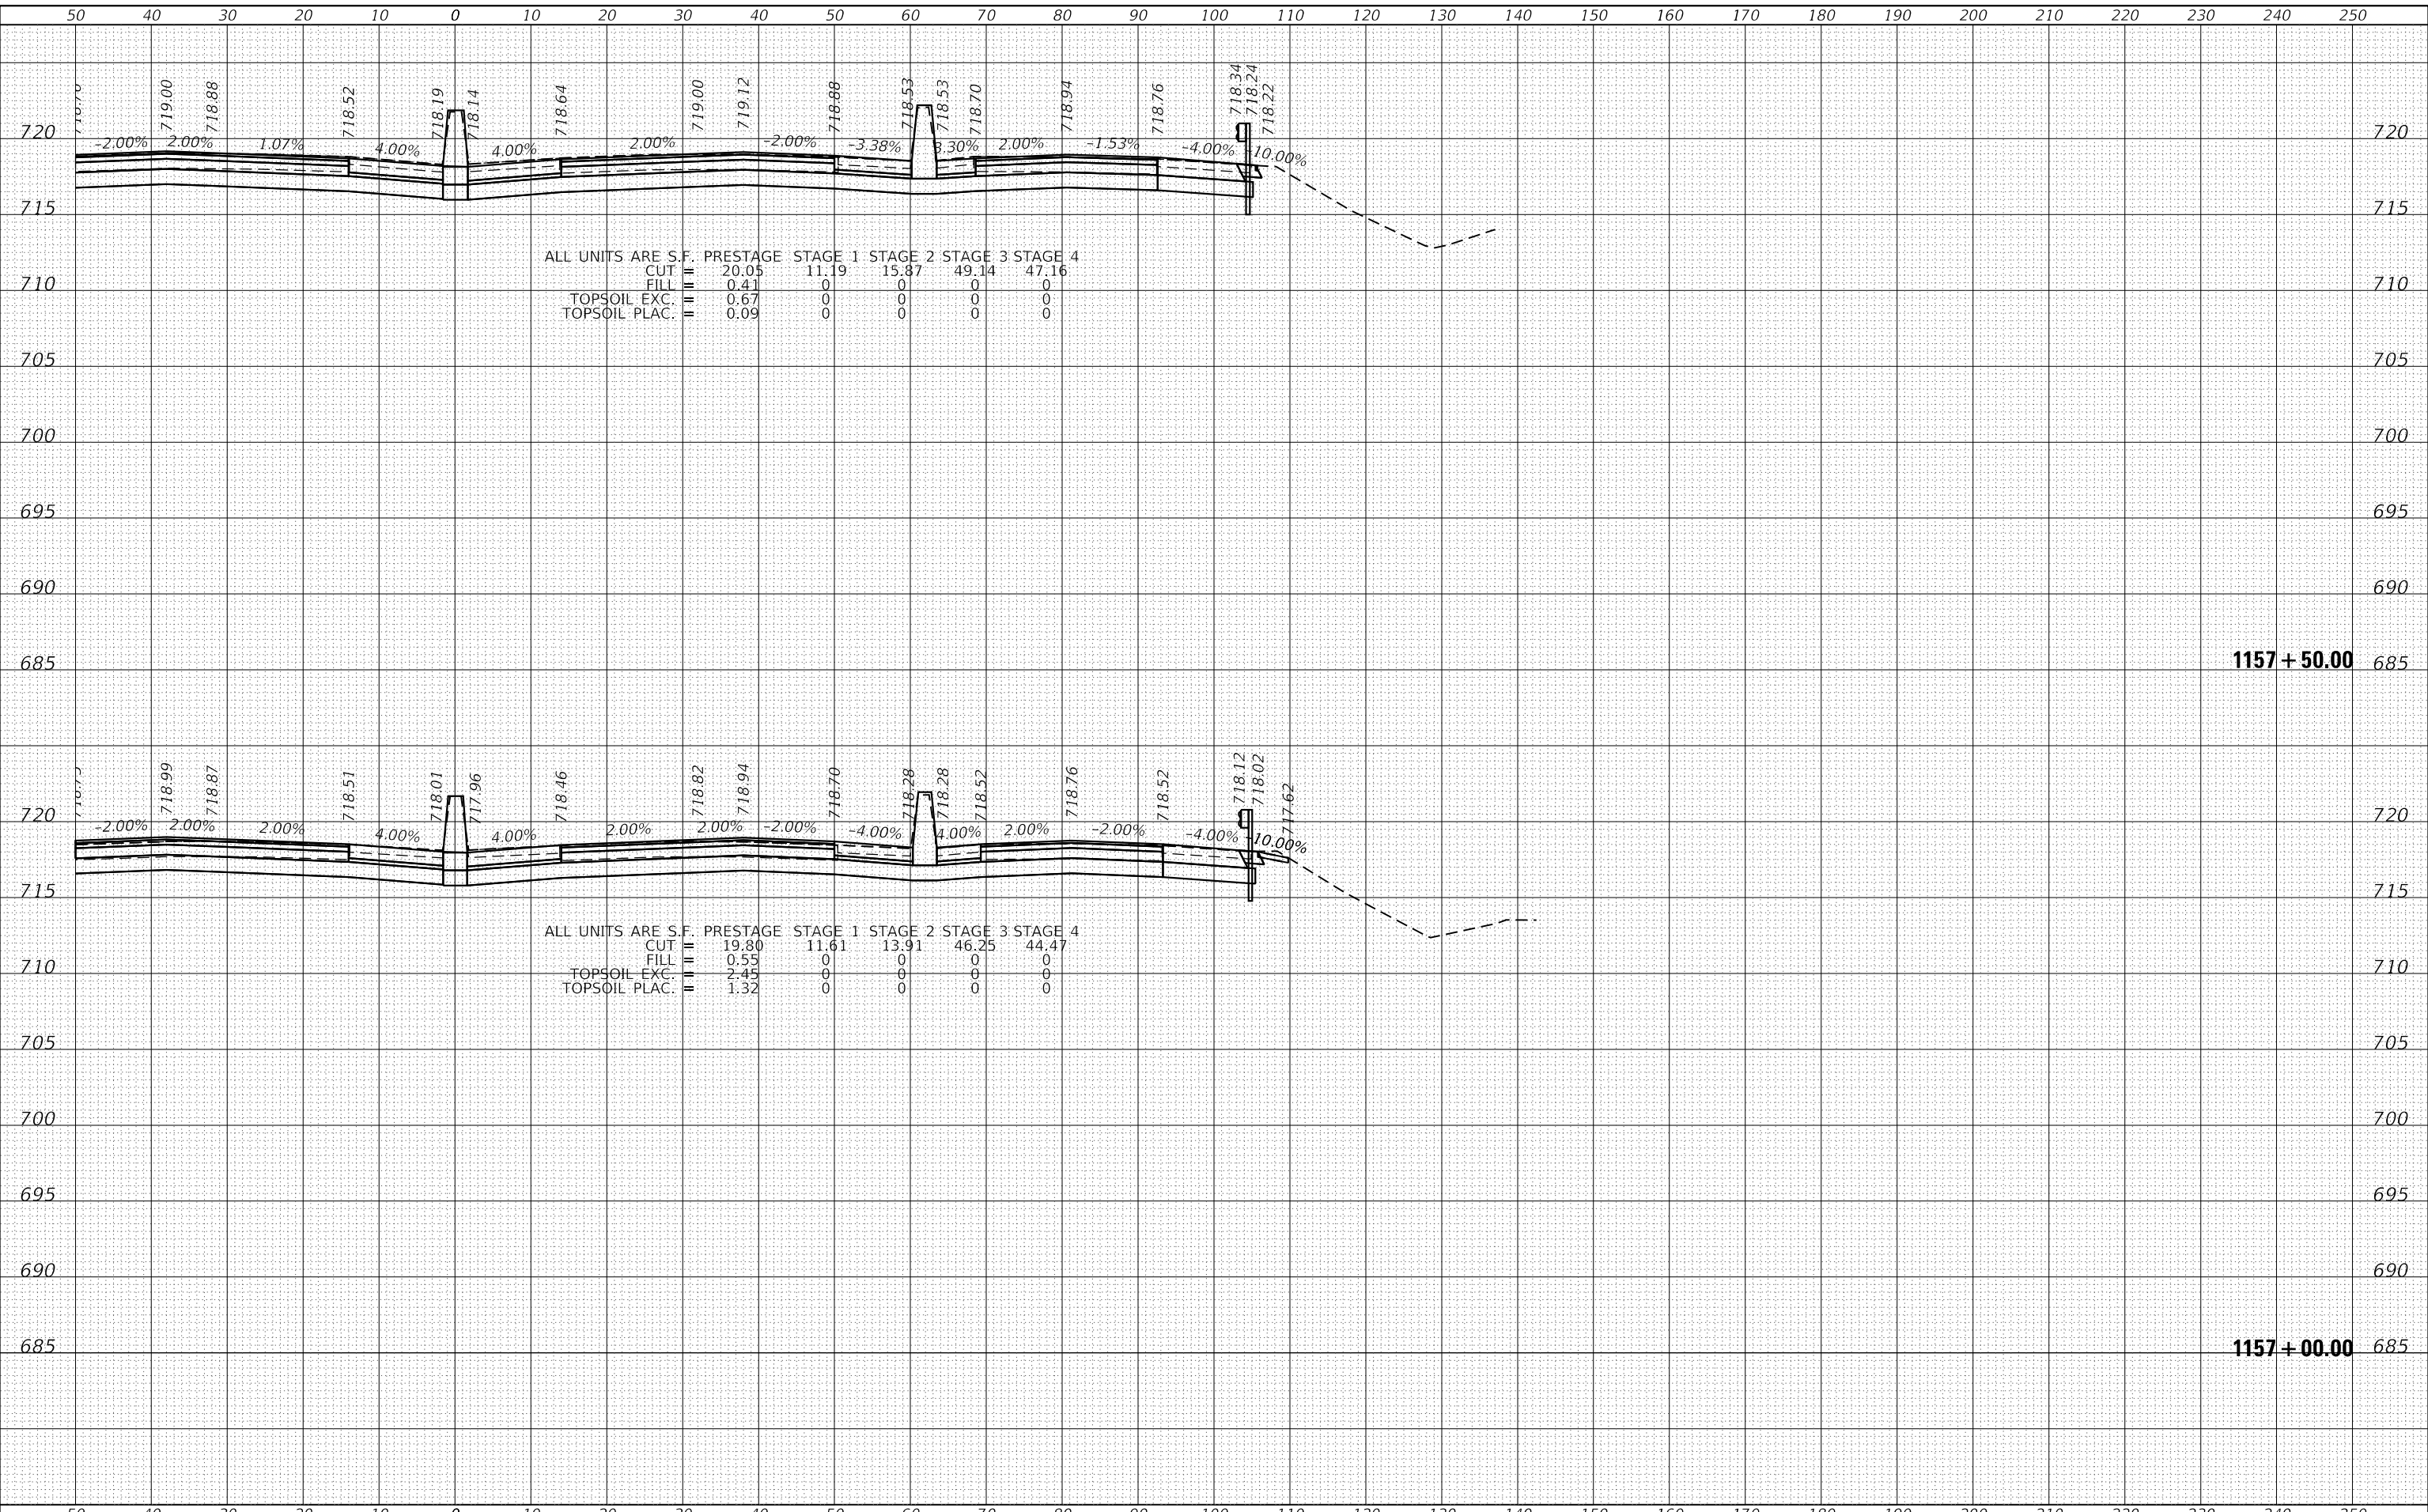 50 40 30 20 10 0 10 20 30 40 50 60 70 80 90 100 110 120 130 140 150 160 170 180 190 200 210 220 230 240 250
719.00 718.88 718.52 718.19 718.14 718.64 719.00 719.12 718.88 718.53 718.53 718.70 718.94 718.76 718.34 718.24 718.22
720 720
-2.00% 2.00% 1.07% 4.00% 4.00% 2.00% -2.00% -3.38% 3.30% 2.00% -1.53% -4.00% -10.00%
715 715
ALL UNITS ARE S.F. PRESTAGE STAGE 1 STAGE 2 STAGE 3 STAGE 4
CUT = 20.05 11.19 15.87 49.14 47.16
FILL = 0.41 0 0 0 0
710 710
TOPSOIL EXC. = 0.67 0 0 0 0
TOPSOIL PLAC. = 0.09 0 0 0 0
705 705
700 700
695 695
690 690
685 1157+50.00 685
718.99 718.87 718.51 718.01 717.96 718.46 718.82 718.94 718.70 718.28 718.28 718.52 718.76 718.52 718.12 718.02 717.62
720 720
-2.00% 2.00% 2.00% 4.00% 4.00% 2.00% 2.00% -2.00% -4.00% 4.00% 2.00% -2.00% -4.00% -10.00%
715 715
ALL UNITS ARE S.F. PRESTAGE STAGE 1 STAGE 2 STAGE 3 STAGE 4
CUT = 19.80 11.61 13.91 46.25 44.47
FILL = 0.55 0 0 0 0
710 710
TOPSOIL EXC. = 2.45 0 0 0 0
TOPSOIL PLAC. = 1.32 0 0 0 0
705 705
700 700
695 695
690 690
685 1157+00.00 685